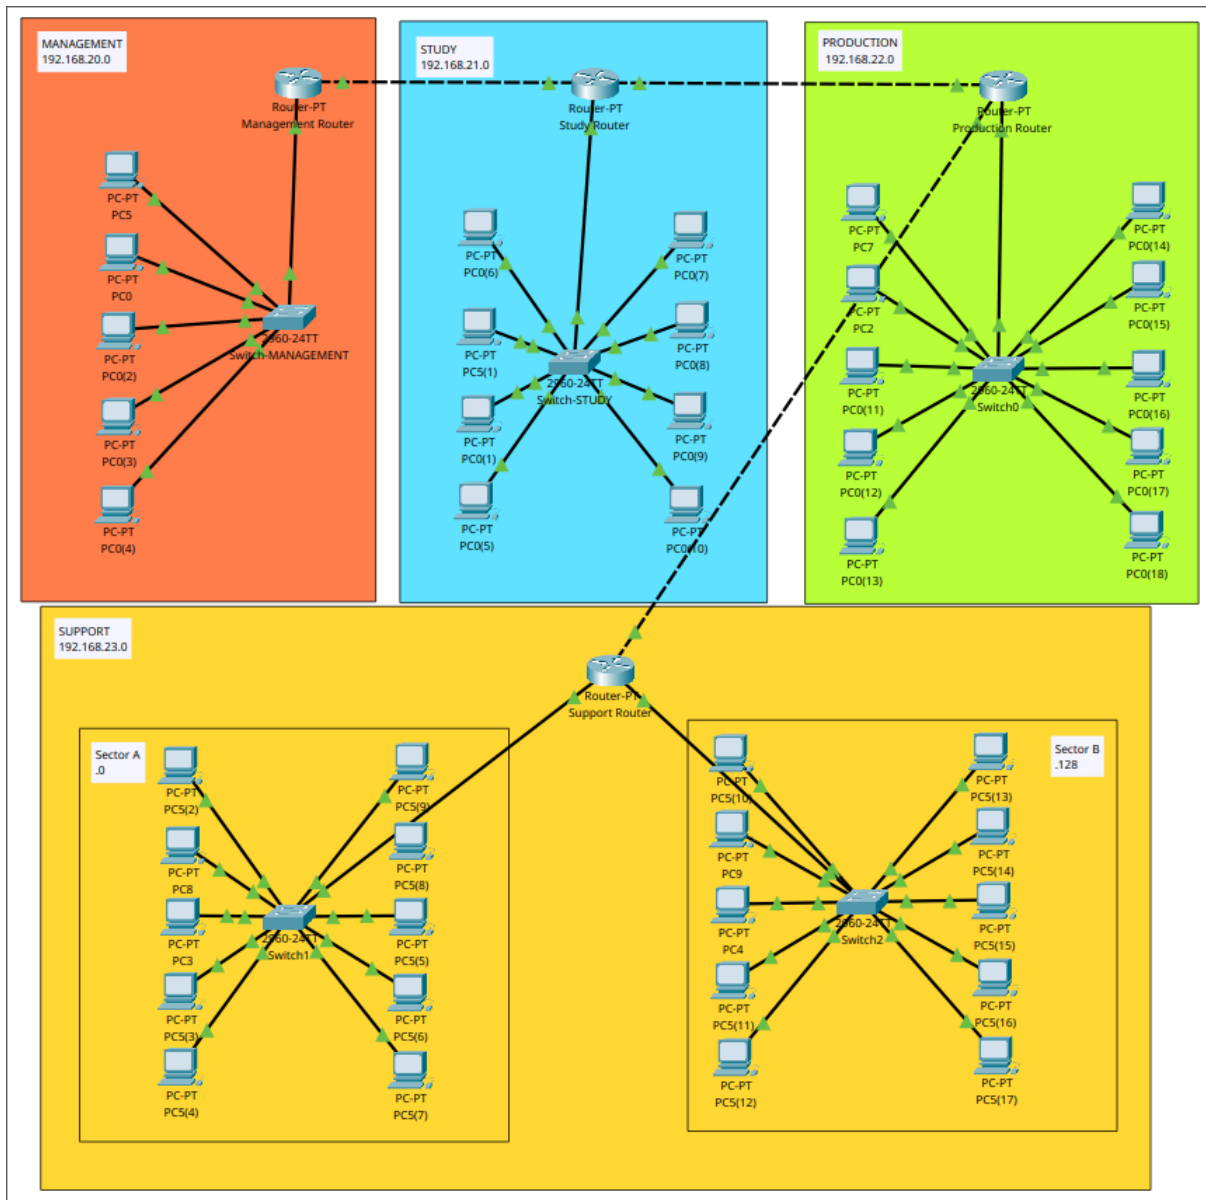 MANAGEMENT
192.168.20.0
Router-PT
Management Router
PC-PT
PC5
PC-PT
PC0
PC-PT
PC0(2)
PC-PT
PC0(3)
PC-PT
PC0(4)
2960-24TT
Switch-MANAGEMENT
STUDY
192.168.21.0
Router-PT
Study Router
PC-PT
PC0(6)
PC-PT
PC5(1)
PC-PT
PC0(1)
PC-PT
PC0(5)
PC-PT
PC0(7)
PC-PT
PC0(8)
PC-PT
PC0(9)
PC-PT
PC0(10)
2960-24TT
Switch-STUDY
PRODUCTION
192.168.22.0
Router-PT
Production Router
PC-PT
PC7
PC-PT
PC2
PC-PT
PC0(11)
PC-PT
PC0(12)
PC-PT
PC0(13)
PC-PT
PC0(14)
PC-PT
PC0(15)
PC-PT
PC0(16)
PC-PT
PC0(17)
PC-PT
PC0(18)
2960-24TT
Switch0
SUPPORT
192.168.23.0
Router-PT
Support Router
Sector A
.0
PC-PT
PC5(2)
PC-PT
PC8
PC-PT
PC3
PC-PT
PC5(3)
PC-PT
PC5(4)
PC-PT
PC5(9)
PC-PT
PC5(8)
PC-PT
PC5(5)
PC-PT
PC5(6)
PC-PT
PC5(7)
2960-24TT
Switch1
Sector B
.128
PC-PT
PC5(10)
PC-PT
PC9
PC-PT
PC4
PC-PT
PC5(11)
PC-PT
PC5(12)
PC-PT
PC5(13)
PC-PT
PC5(14)
PC-PT
PC5(15)
PC-PT
PC5(16)
PC-PT
PC5(17)
2960-24TT
Switch2